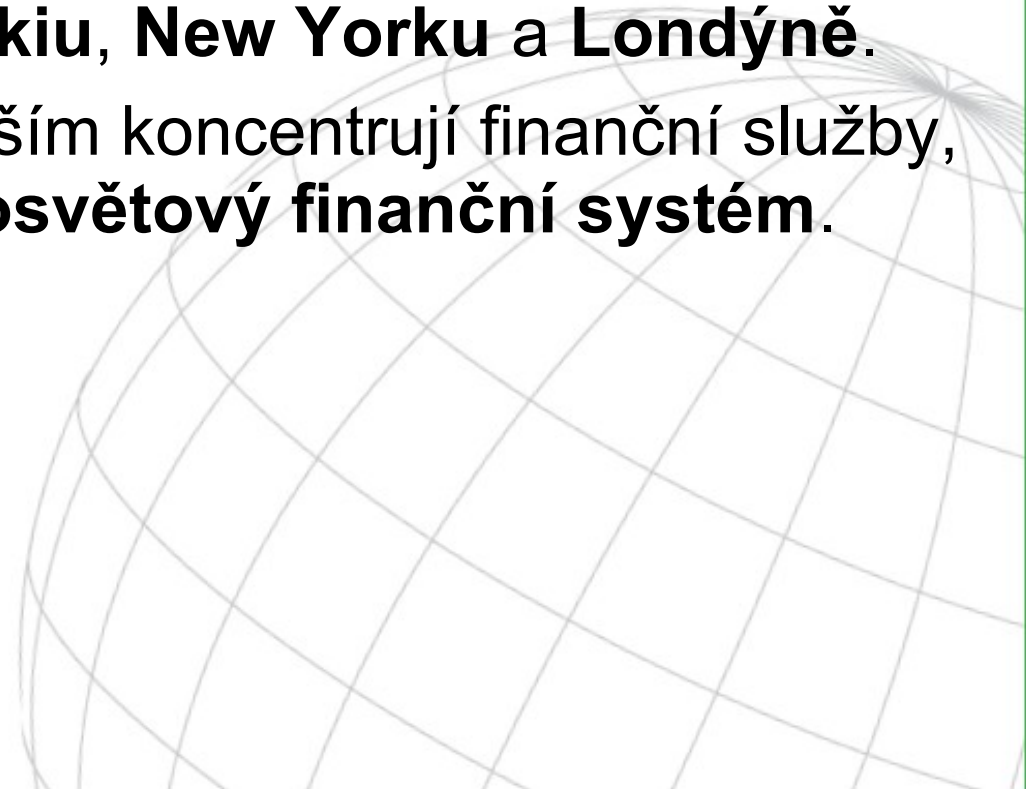 kiu, New Yorku a Londýně.
ším koncentrují finanční služby,
osvětový finanční systém.